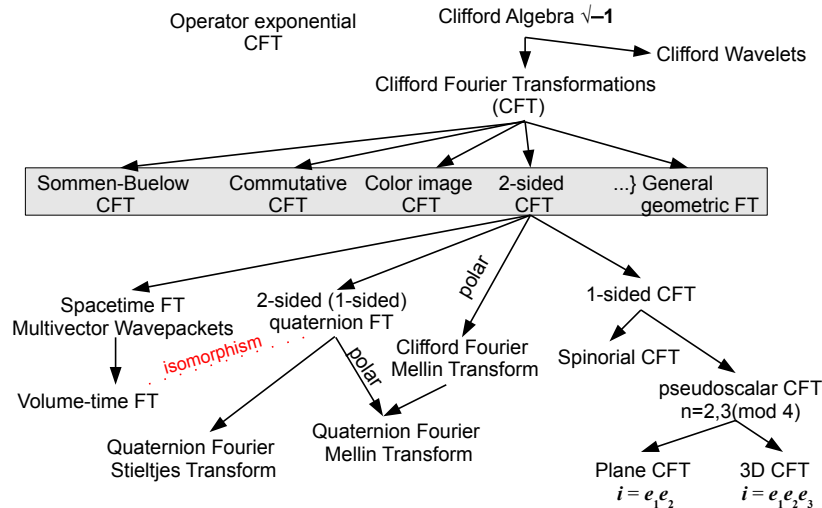 Operator exponential
CFT
Clifford Algebra √–1
Clifford Wavelets
Clifford Fourier Transformations
(CFT)
Sommen-Buelow
CFT
Commutative
CFT
Color image
CFT
2-sided
CFT
...} General
geometric FT
Spacetime FT
Multivector Wavepackets
2-sided (1-sided)
quaternion FT
polar
1-sided CFT
isomorphism
polar
Clifford Fourier
Mellin Transform
Spinorial CFT
Volume-time FT
pseudoscalar CFT
n=2,3(mod 4)
Quaternion Fourier
Stieltjes Transform
Quaternion Fourier
Mellin Transform
Plane CFT
i = e₁e₂
3D CFT
i = e₁e₂e₃